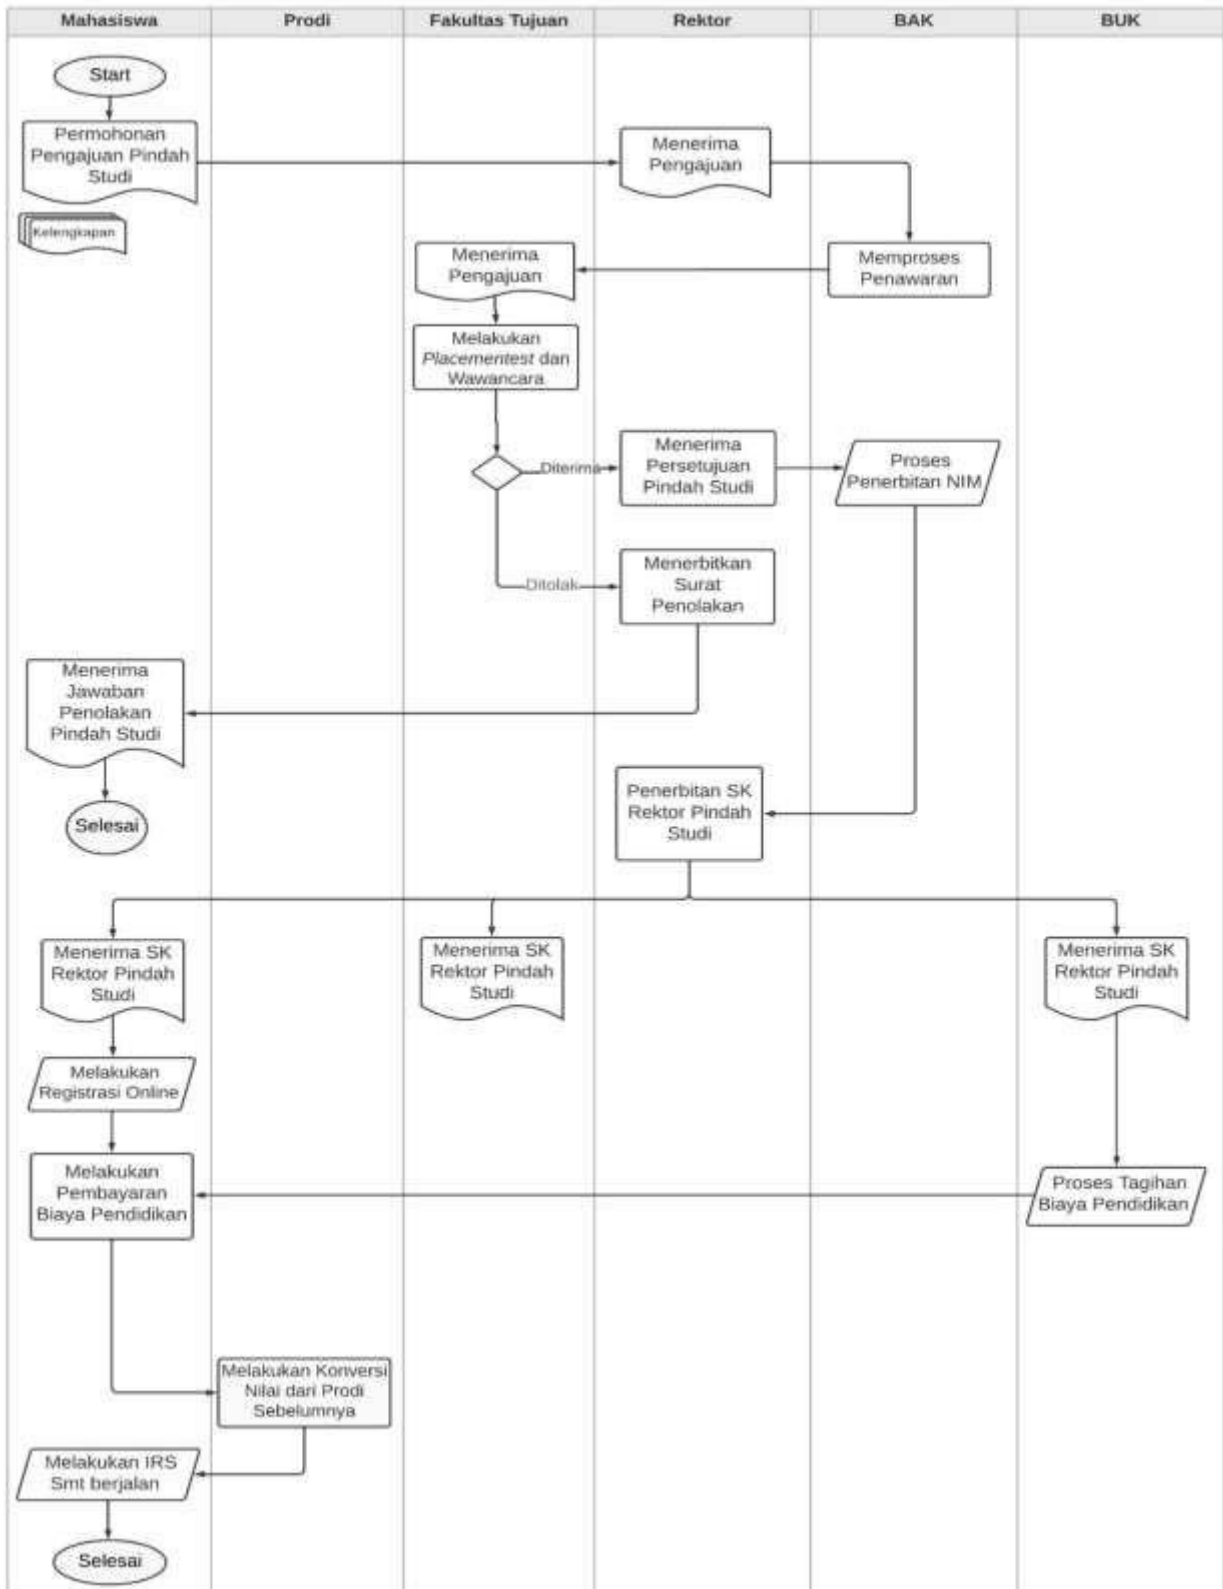 Mahasiswa
Prodi
Fakultas Tujuan
Rektor
BAK
BUK
Start
Permohonan
Pengajuan Pindah
Studi
Menerima
Pengajuan
Kelengkapan
Menerima
Pengajuan
Memproses
Penawaran
Melakukan
Placementest dan
Wawancara
Diterima
Menerima
Persetujuan
Pindah Studi
Proses
Penerbitan NIM
Ditolak
Menerbitkan
Surat
Penolakan
Menerima
Jawaban
Penolakan
Pindah Studi
Selesai
Penerbitan SK
Rektor Pindah
Studi
Menerima SK
Rektor Pindah
Studi
Menerima SK
Rektor Pindah
Studi
Menerima SK
Rektor Pindah
Studi
Melakukan
Registrasi Online
Melakukan
Pembayaran
Biaya Pendidikan
Proses Tagihan
Biaya Pendidikan
Melakukan Konversi
Nilai dari Prodi
Sebelumnya
Melakukan IRS
Smt berjalan
Selesai